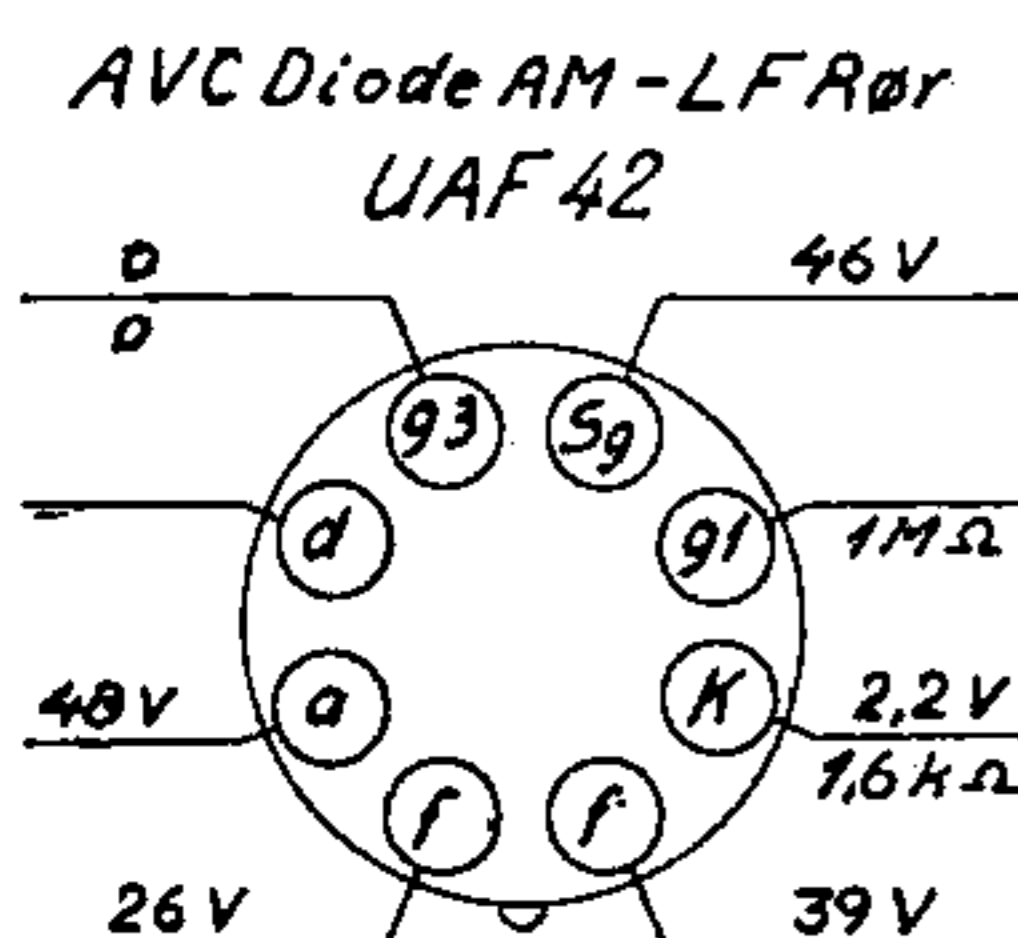 AVC Diode AM-LF Rør
UAF 42
0
46 V
0
g3
Sg
d
g1
1MΩ
a
K
48V
2,2 V
1,6 kΩ
f
f
26 V
39 V